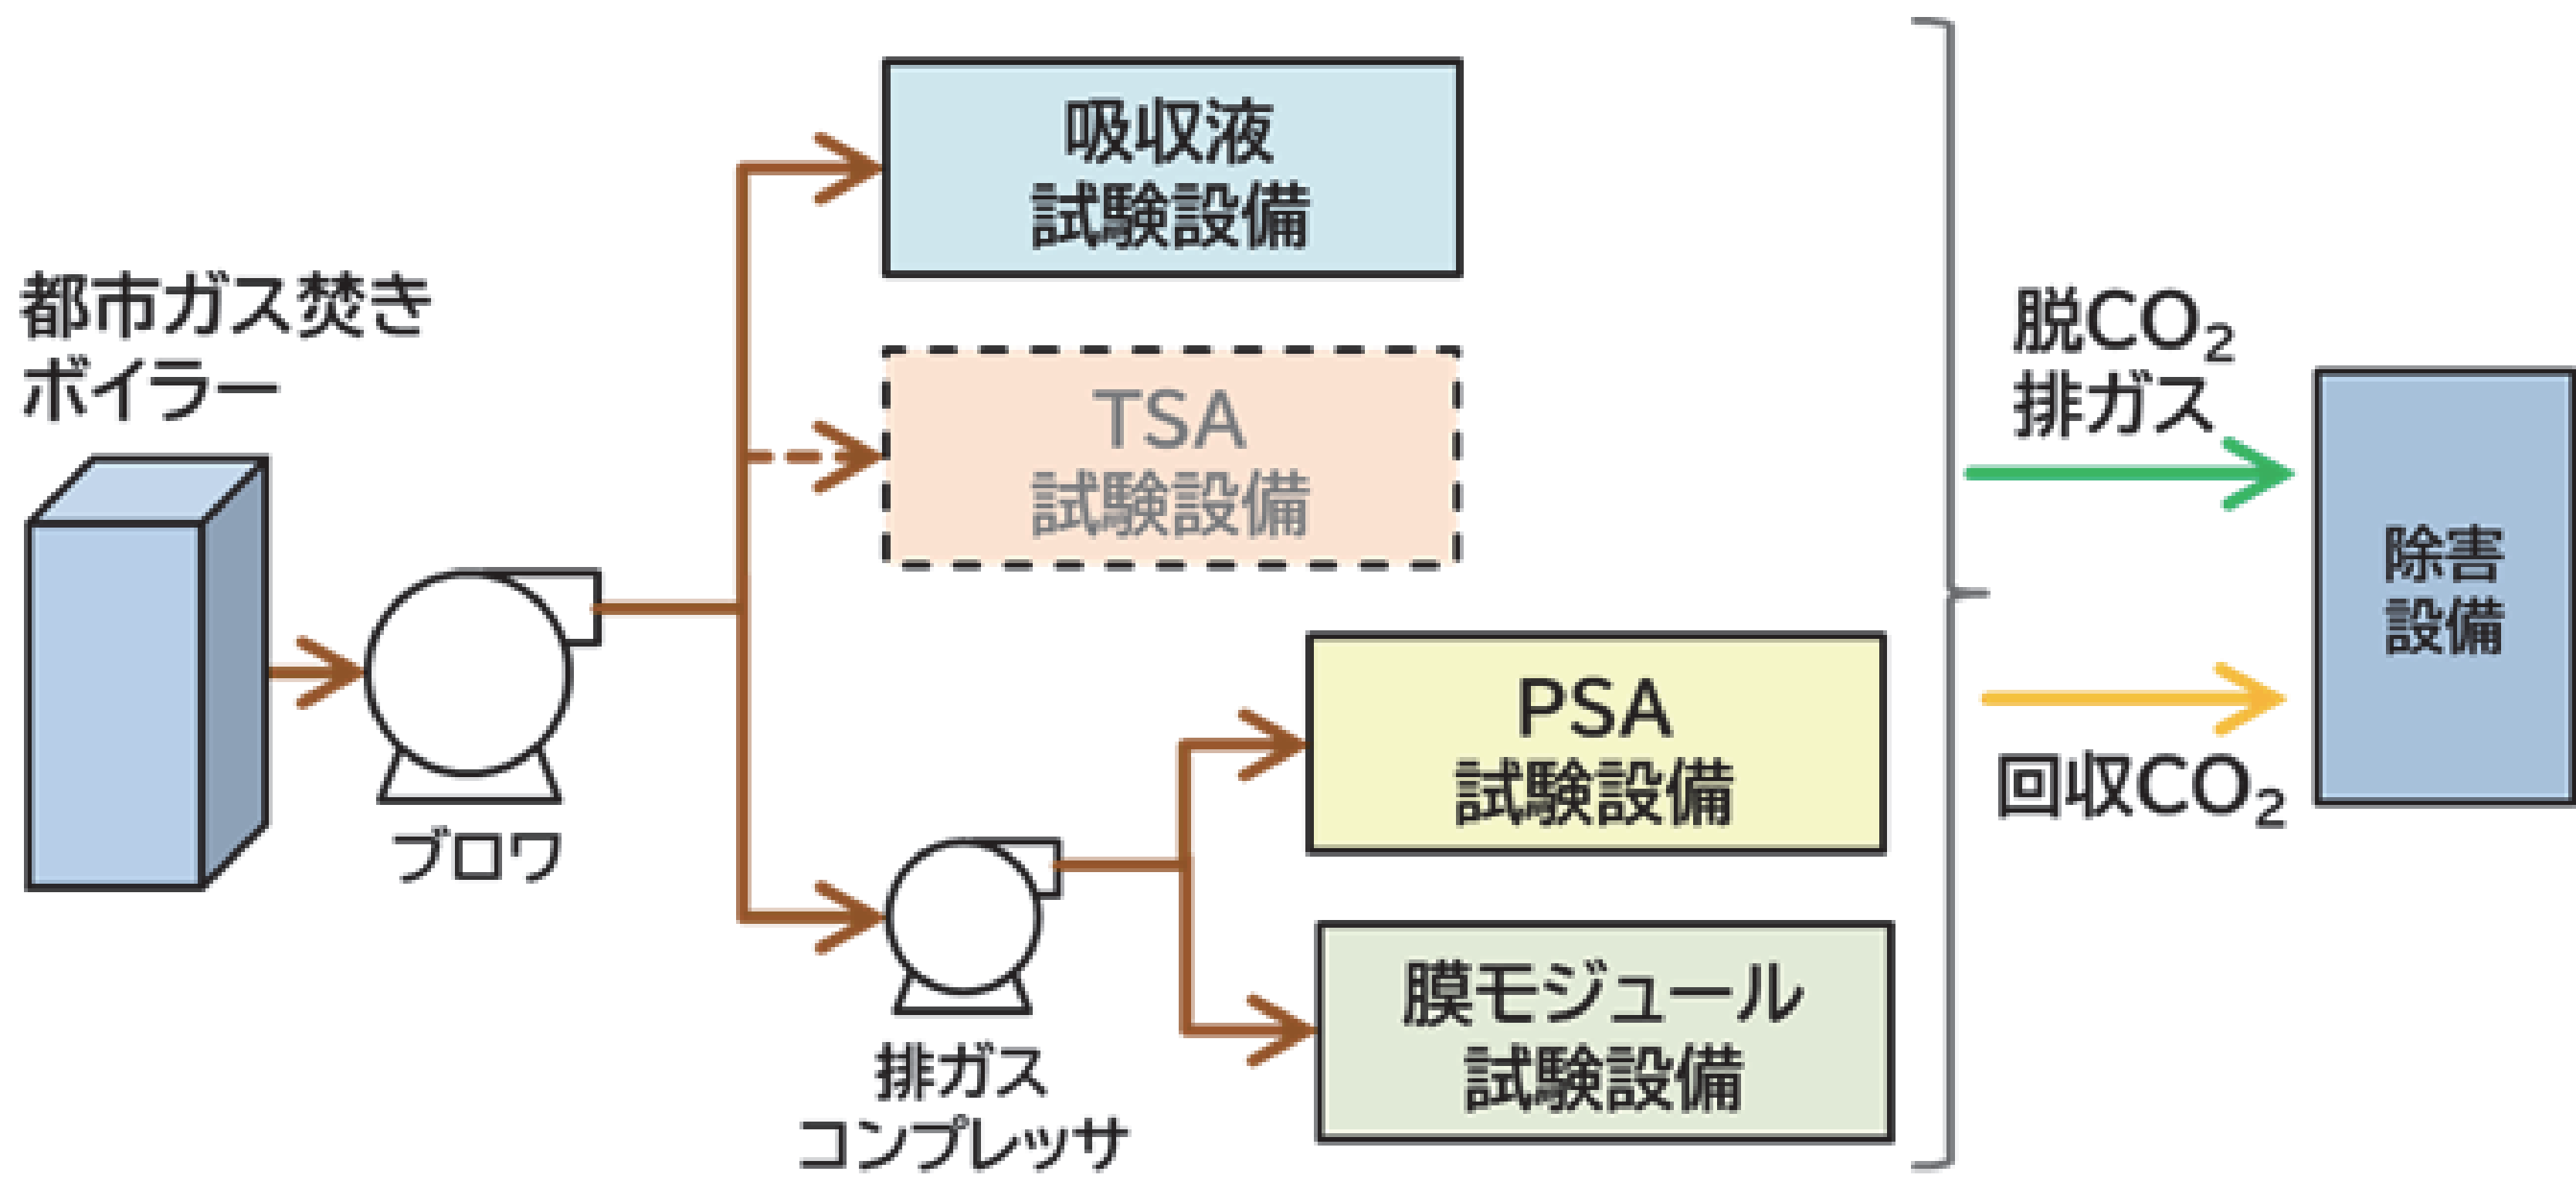 都市ガス焚き
ボイラー
ブロワ
吸収液
試験設備
TSA
試験設備
排ガス
コンプレッサ
PSA
試験設備
膜モジュール
試験設備
脱CO₂
排ガス
回収CO₂
除害
設備